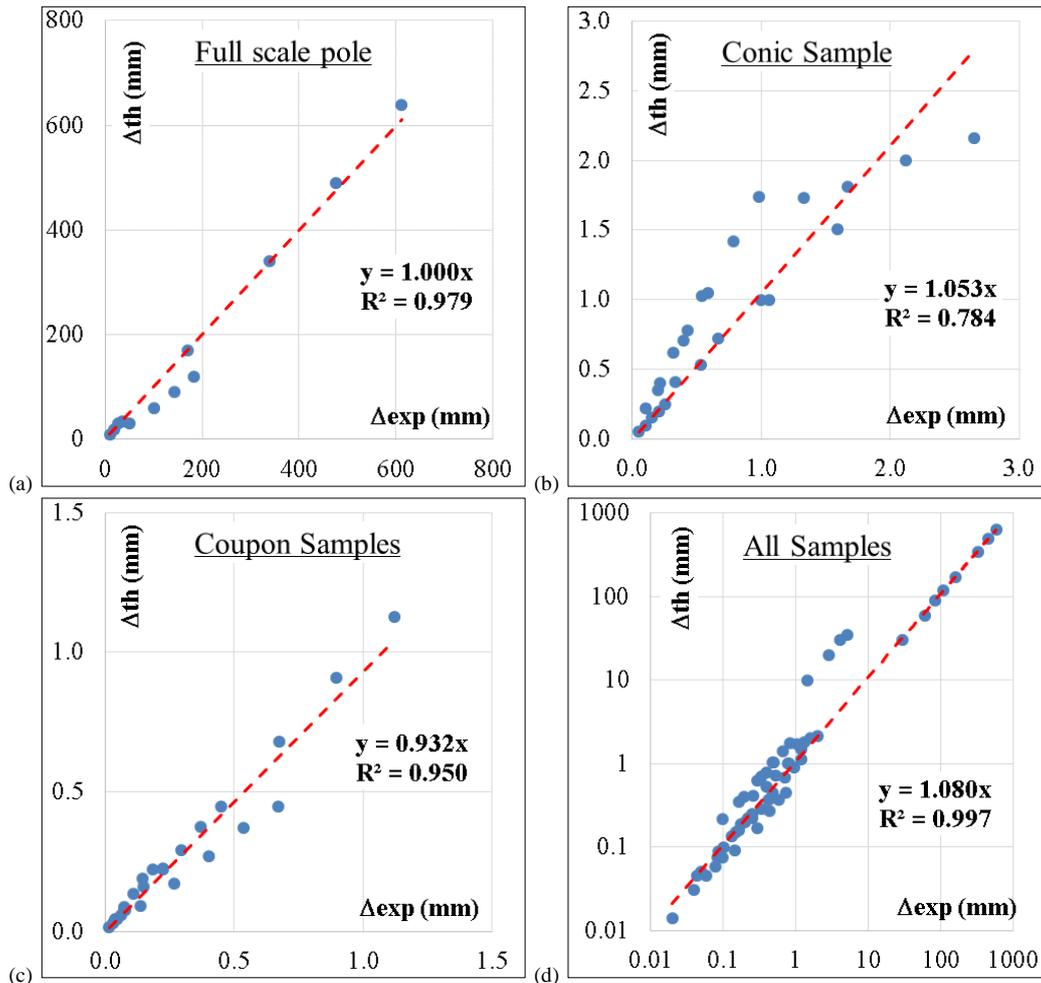 800
Full scale pole
Δth (mm)
600
400
y = 1.000x
R² = 0.979
200
Δexp (mm)
0
0 200 400 600 800
(a)
3.0
Conic Sample
Δth (mm)
2.5
2.0
1.5
y = 1.053x
R² = 0.784
1.0
0.5
Δexp (mm)
0.0
0.0 1.0 2.0 3.0
(b)
1.5
Coupon Samples
Δth (mm)
1.0
y = 0.932x
R² = 0.950
0.5
Δexp (mm)
0.0
0.0 0.5 1.0 1.5
(c)
1000
All Samples
Δth (mm)
100
10
1
y = 1.080x
R² = 0.997
0.1
Δexp (mm)
0.01
0.01 0.1 1 10 100 1000
(d)